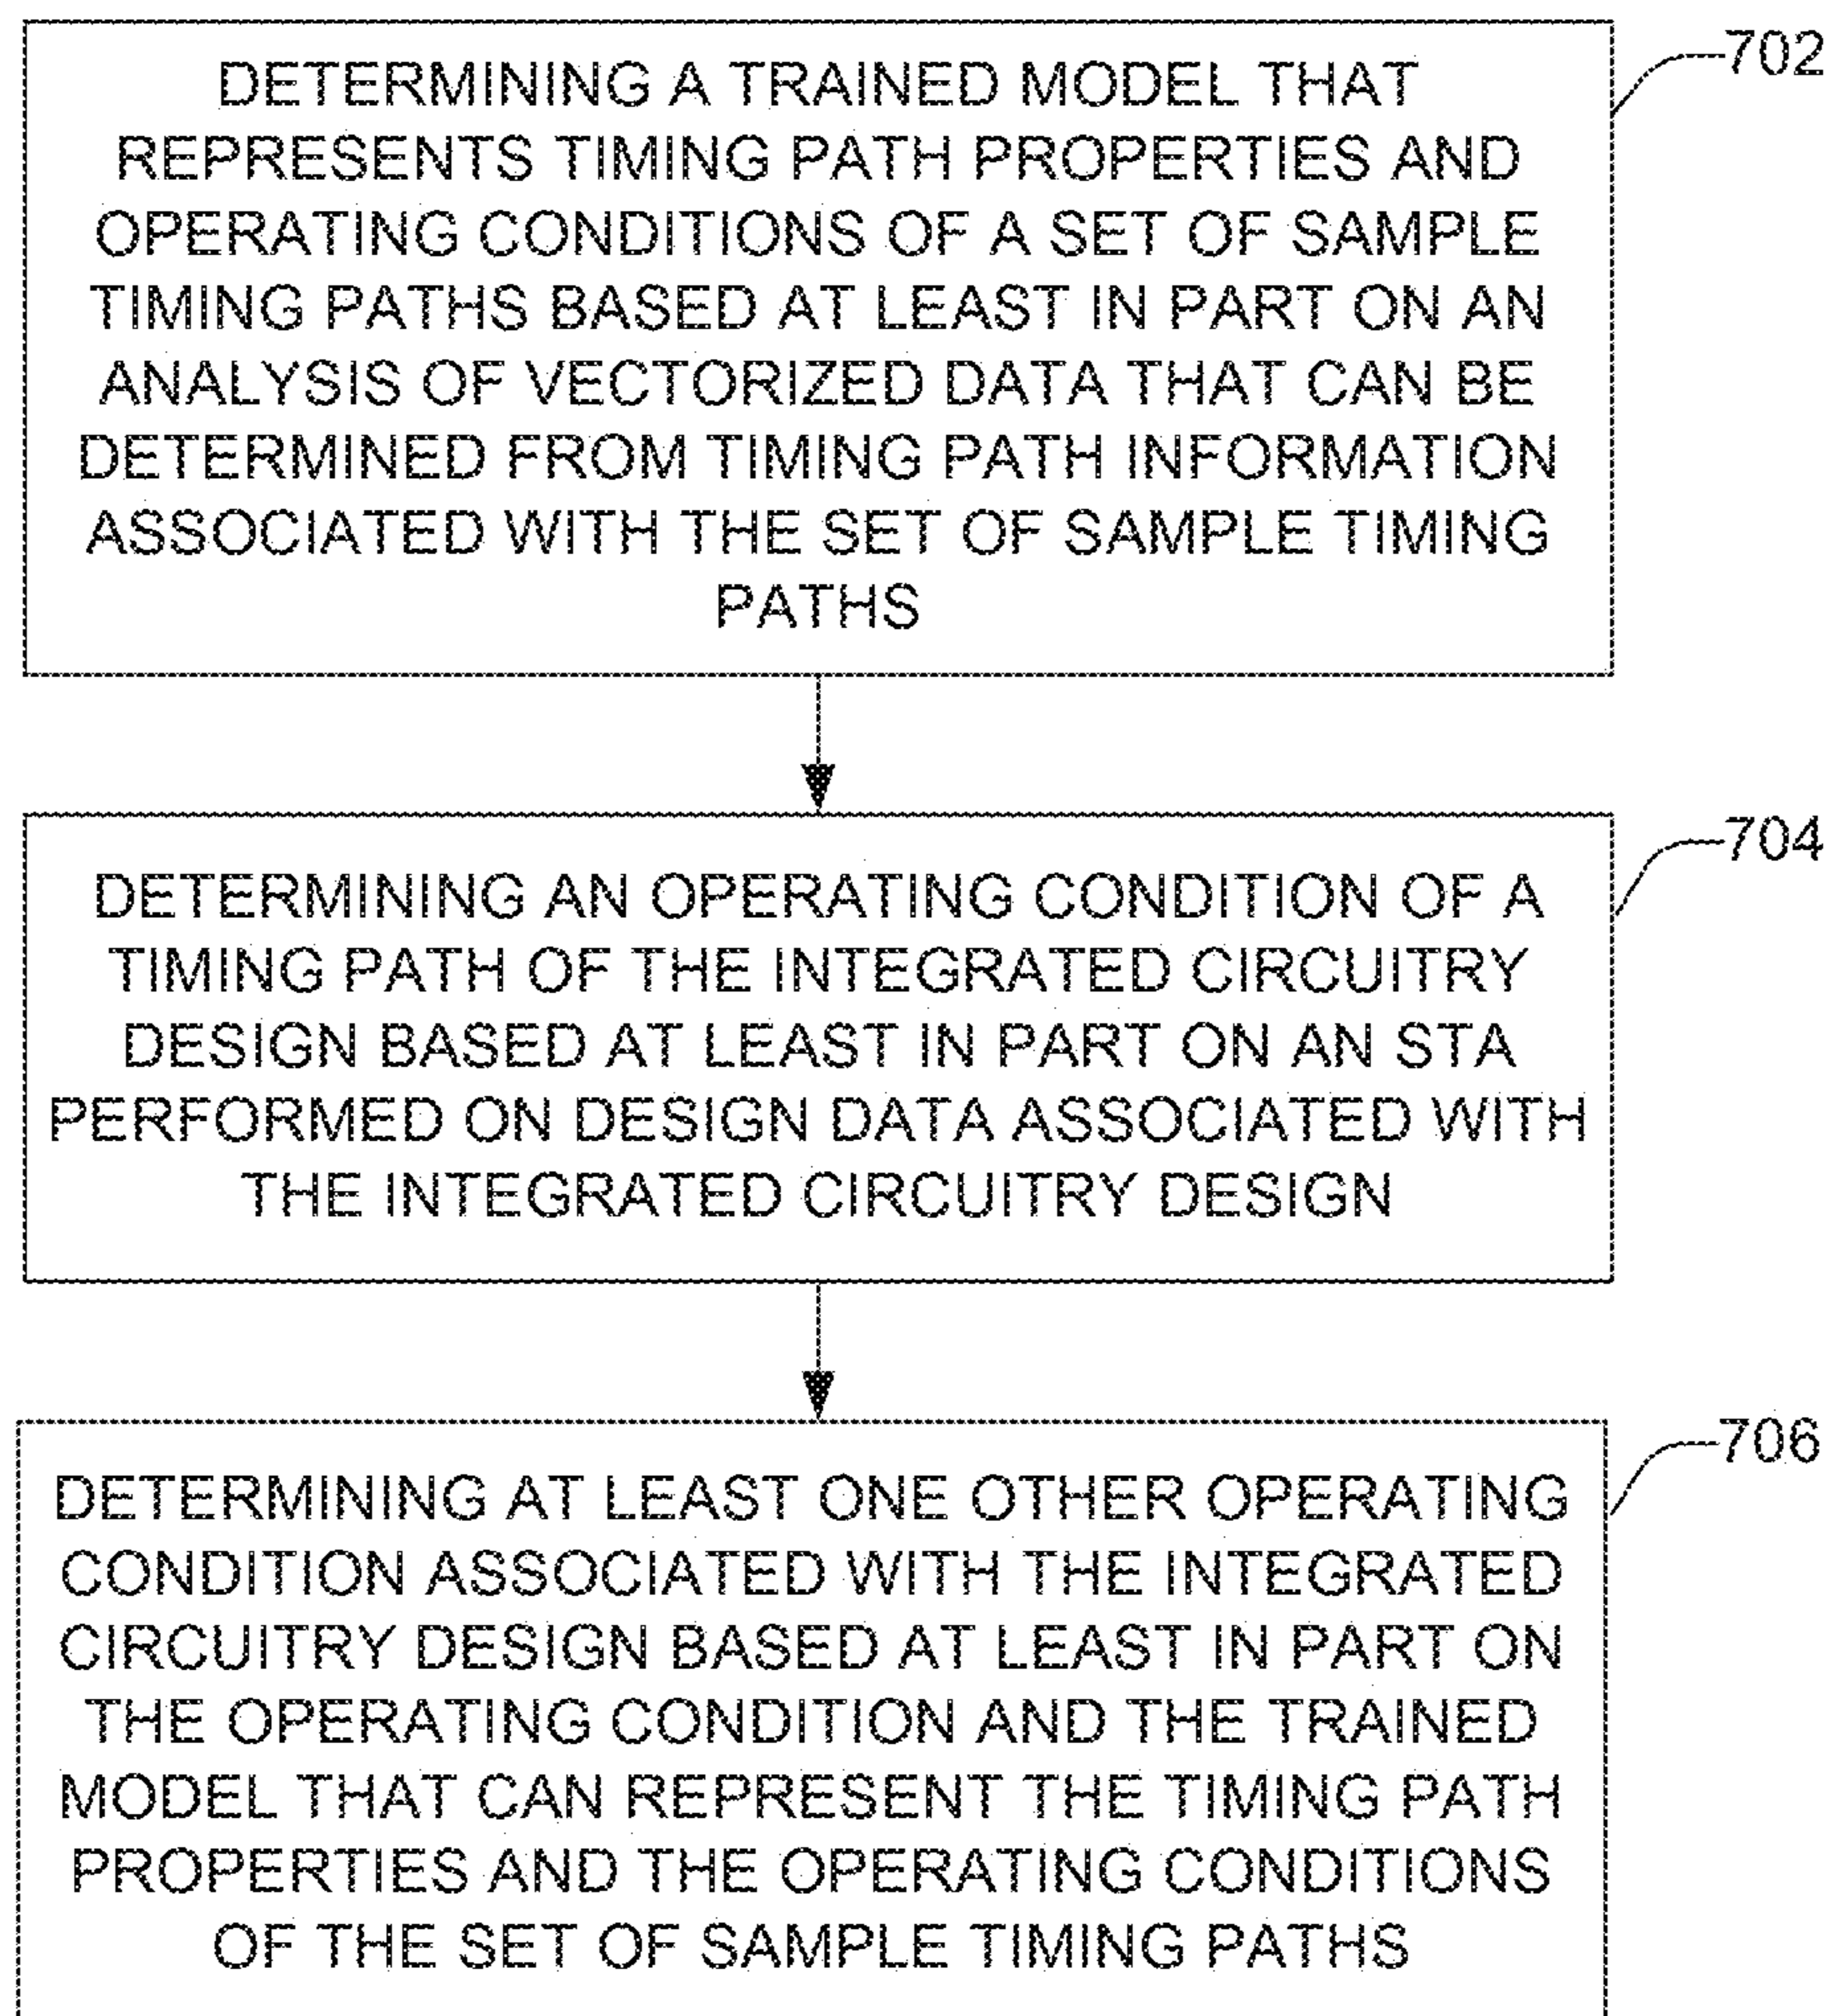 DETERMINING A TRAINED MODEL THAT
REPRESENTS TIMING PATH PROPERTIES AND
OPERATING CONDITIONS OF A SET OF SAMPLE
TIMING PATHS BASED AT LEAST IN PART ON AN
ANALYSIS OF VECTORIZED DATA THAT CAN BE
DETERMINED FROM TIMING PATH INFORMATION
ASSOCIATED WITH THE SET OF SAMPLE TIMING
PATHS
702
DETERMINING AN OPERATING CONDITION OF A
TIMING PATH OF THE INTEGRATED CIRCUITRY
DESIGN BASED AT LEAST IN PART ON AN STA
PERFORMED ON DESIGN DATA ASSOCIATED WITH
THE INTEGRATED CIRCUITRY DESIGN
704
DETERMINING AT LEAST ONE OTHER OPERATING
CONDITION ASSOCIATED WITH THE INTEGRATED
CIRCUITRY DESIGN BASED AT LEAST IN PART ON
THE OPERATING CONDITION AND THE TRAINED
MODEL THAT CAN REPRESENT THE TIMING PATH
PROPERTIES AND THE OPERATING CONDITIONS
OF THE SET OF SAMPLE TIMING PATHS
706